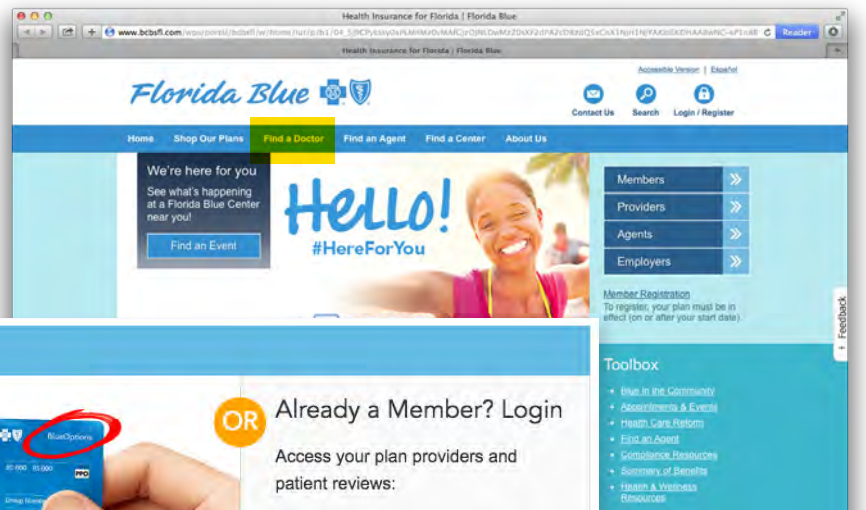 Health Insurance for Florida | Florida Blue
www.bcbsfl.com
Reader
Health Insurance for Florida | Florida Blue
Accessible Version | Español
Florida Blue
Contact Us Search Login / Register
Home Shop Our Plans Find a Doctor Find an Agent Find a Center About Us
We're here for you
See what's happening
at a Florida Blue Center
near you!
Find an Event
Hello!
#HereForYou
Members
Providers
Agents
Employers
Member Registration
To register, your plan must be in
effect (on or after your start date).
+ Feedback
Toolbox
Blue in the Community
Appointments & Events
Health Care Reform
Find an Agent
Compliance Resources
Summary of Benefits
Health & Wellness
Resources
OR
Already a Member? Login
Access your plan providers and
patient reviews:
BlueOptions
PPO